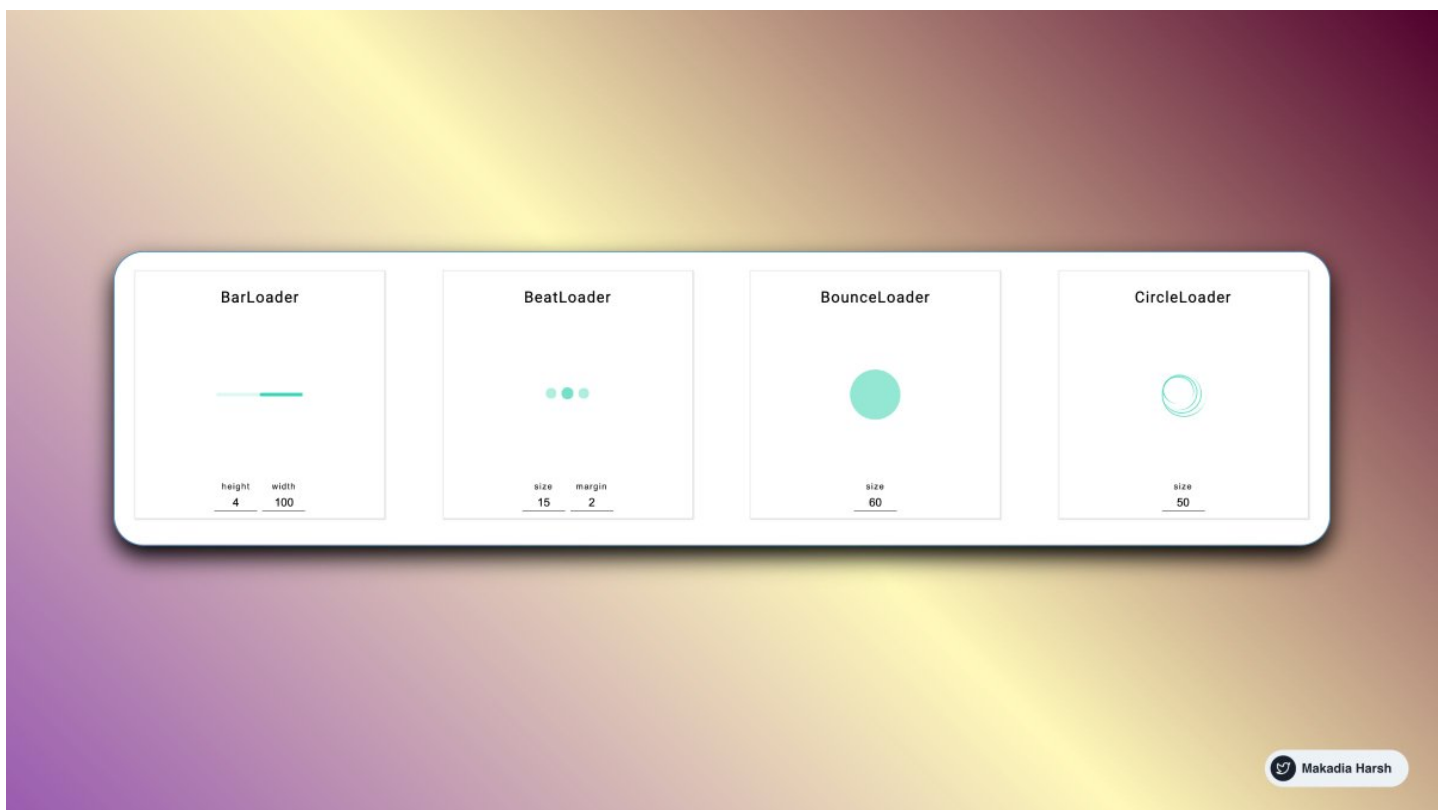 BarLoader
height width
4 100
BeatLoader
size margin
15 2
BounceLoader
size
60
CircleLoader
size
50
Makadia Harsh